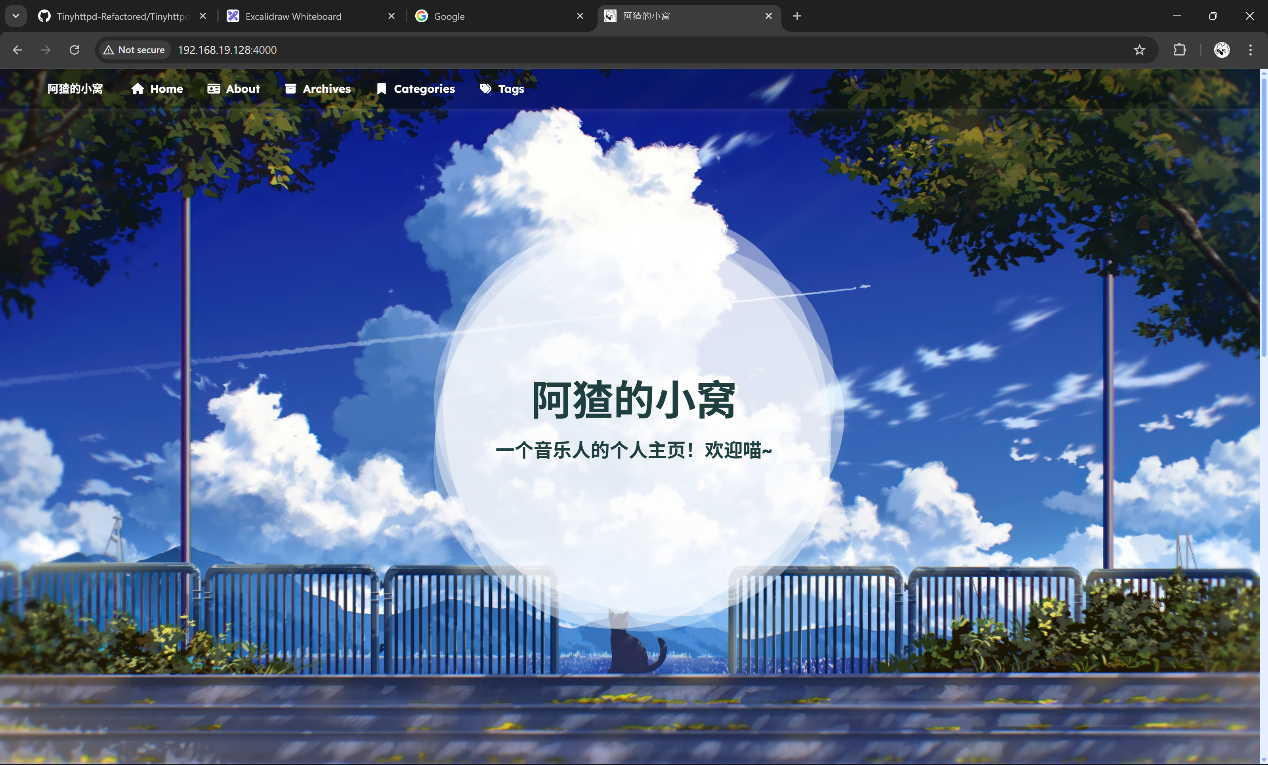 Tinyhttpd-Refactored/Tinyhttpd
Excalidraw Whiteboard
Google
阿猹的小窝
Not secure
192.168.19.128:4000
阿猹的小窝
Home
About
Archives
Categories
Tags
阿猹的小窝
一个音乐人的个人主页！欢迎喵~